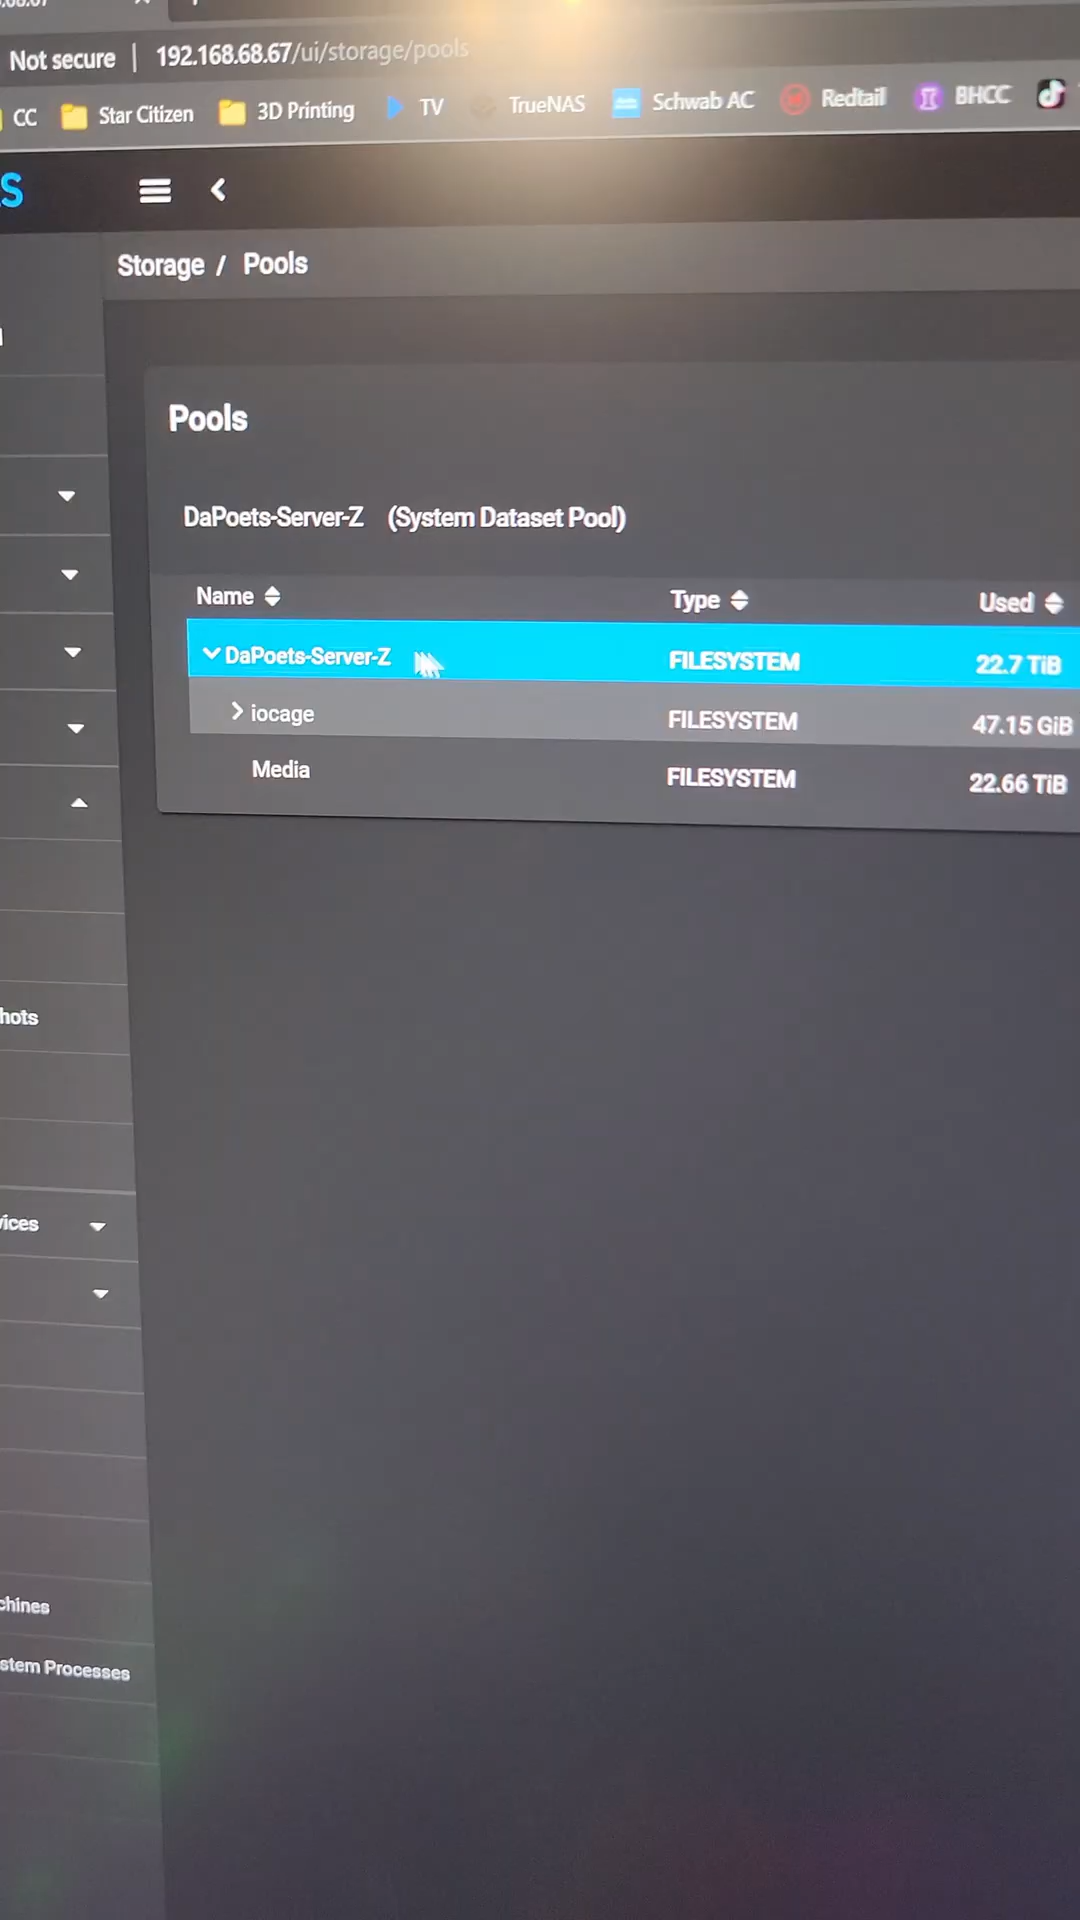 Not secure | 192.168.68.67/ui/storage/pools
CC Star Citizen 3D Printing TV TrueNAS Schwab AC Redtail BHCC
S
Storage / Pools
Pools
DaPoets-Server-Z (System Dataset Pool)
Name Type Used
DaPoets-Server-Z FILESYSTEM 22.7 TiB
iocage FILESYSTEM 47.15 GiB
Media FILESYSTEM 22.66 TiB
hots
vices
chines
stem Processes